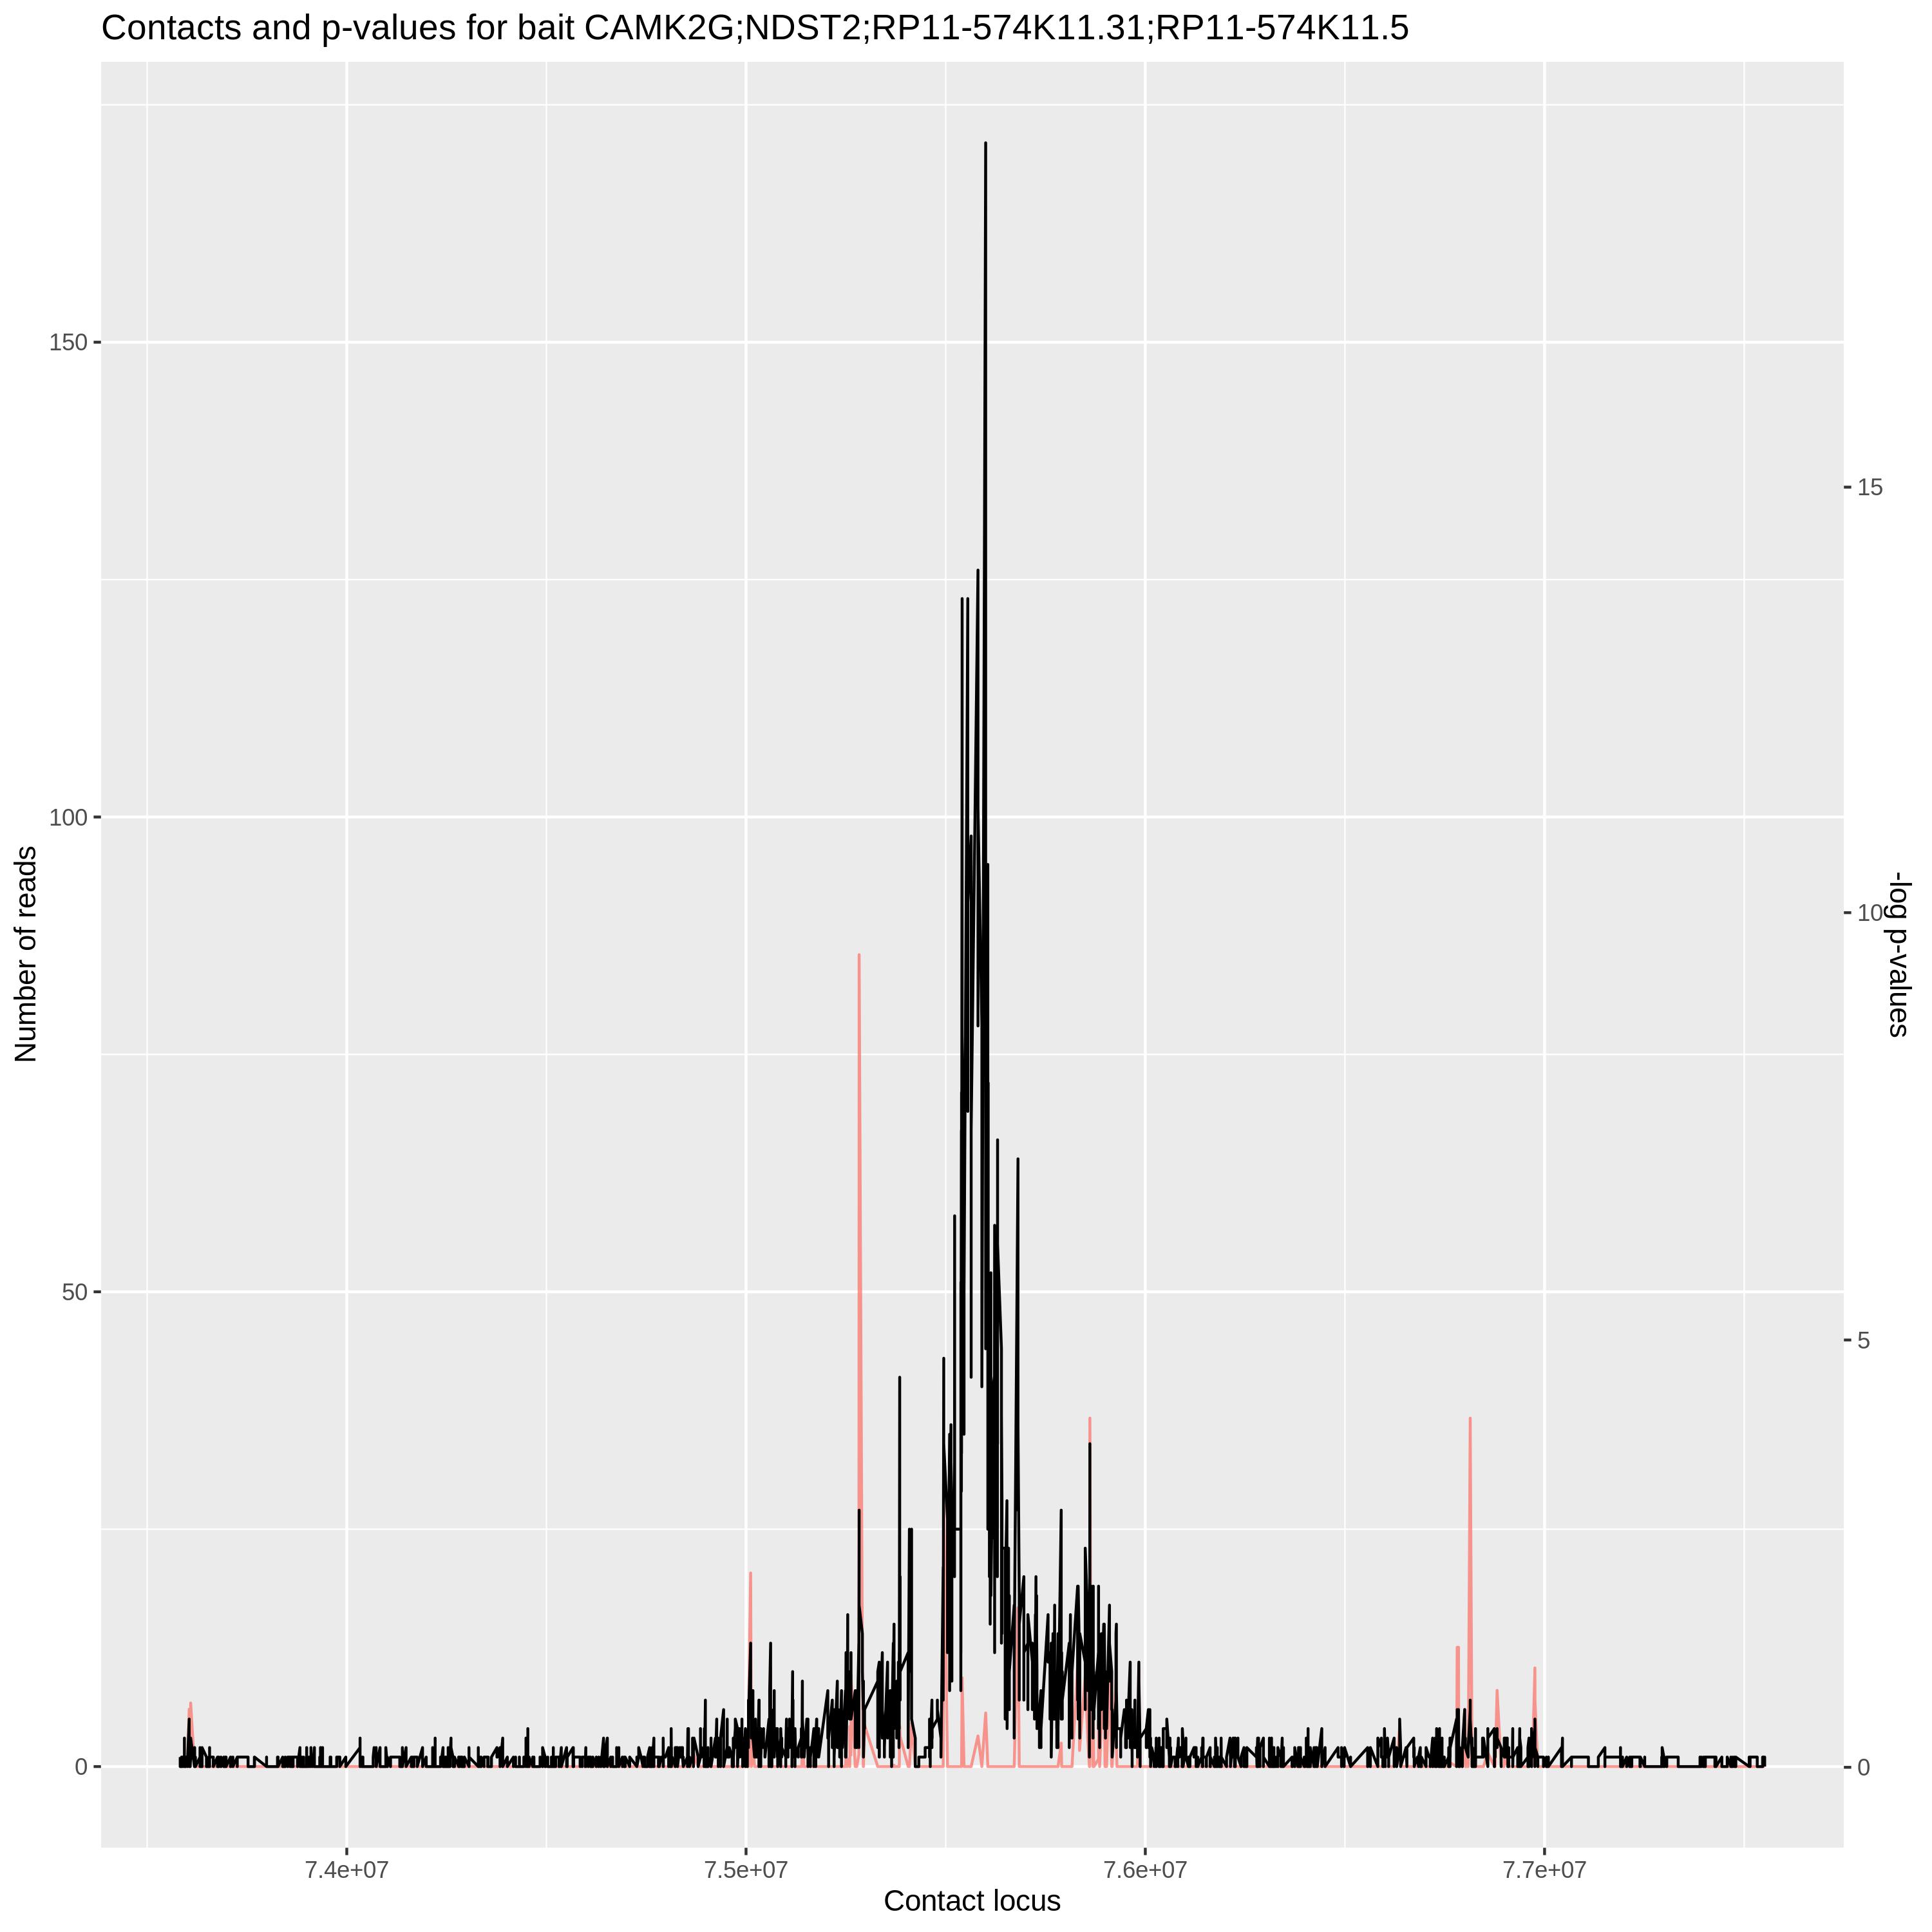 Contacts and p-values for bait CAMK2G;NDST2;RP11-574K11.31;RP11-574K11.5
150
100
50
0
Number of reads
15
10
5
0
-log p-values
7.4e+07 7.5e+07 7.6e+07 7.7e+07
Contact locus